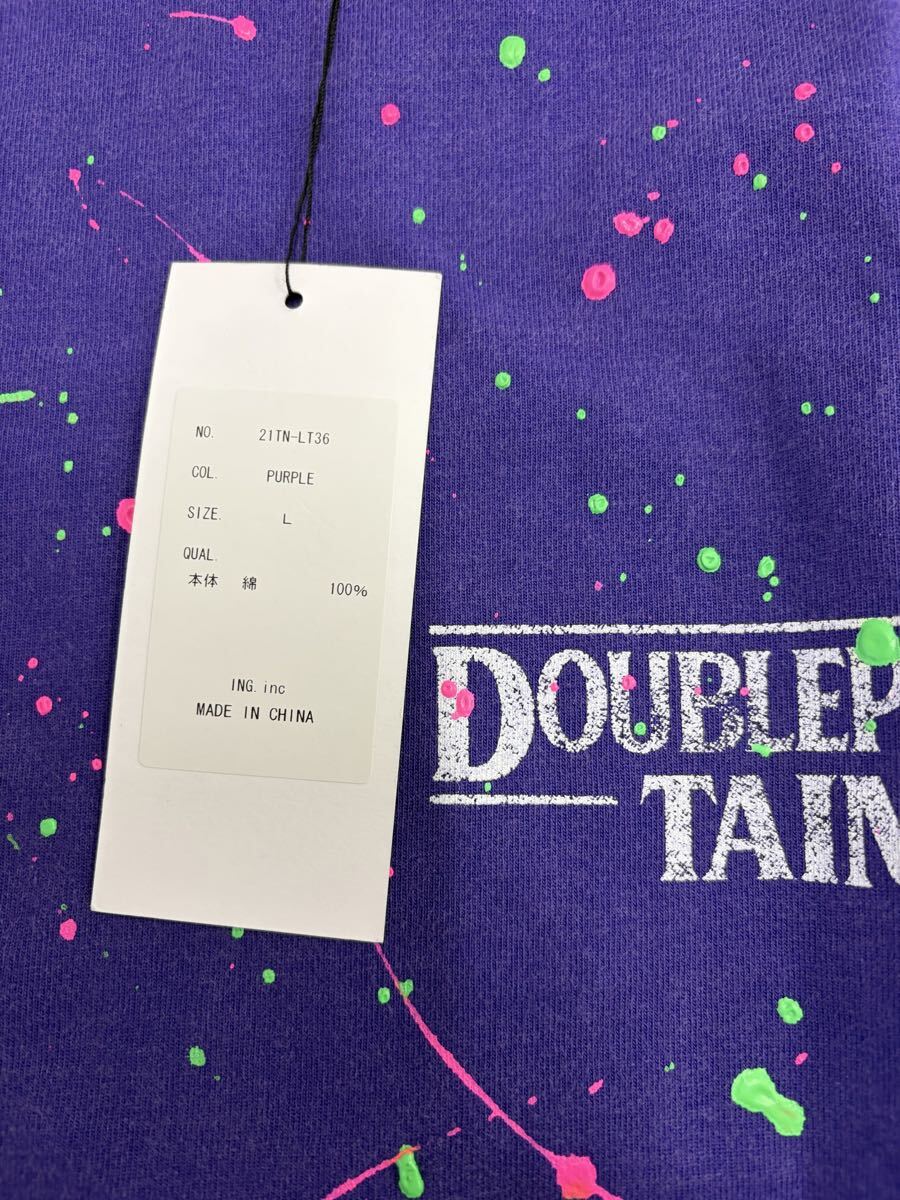 NO. 21TN-LT36
COL. PURPLE
SIZE. L
QUAL.
本体 綿 100%
ING. inc
MADE IN CHINA
DOUBLEP
TAIN